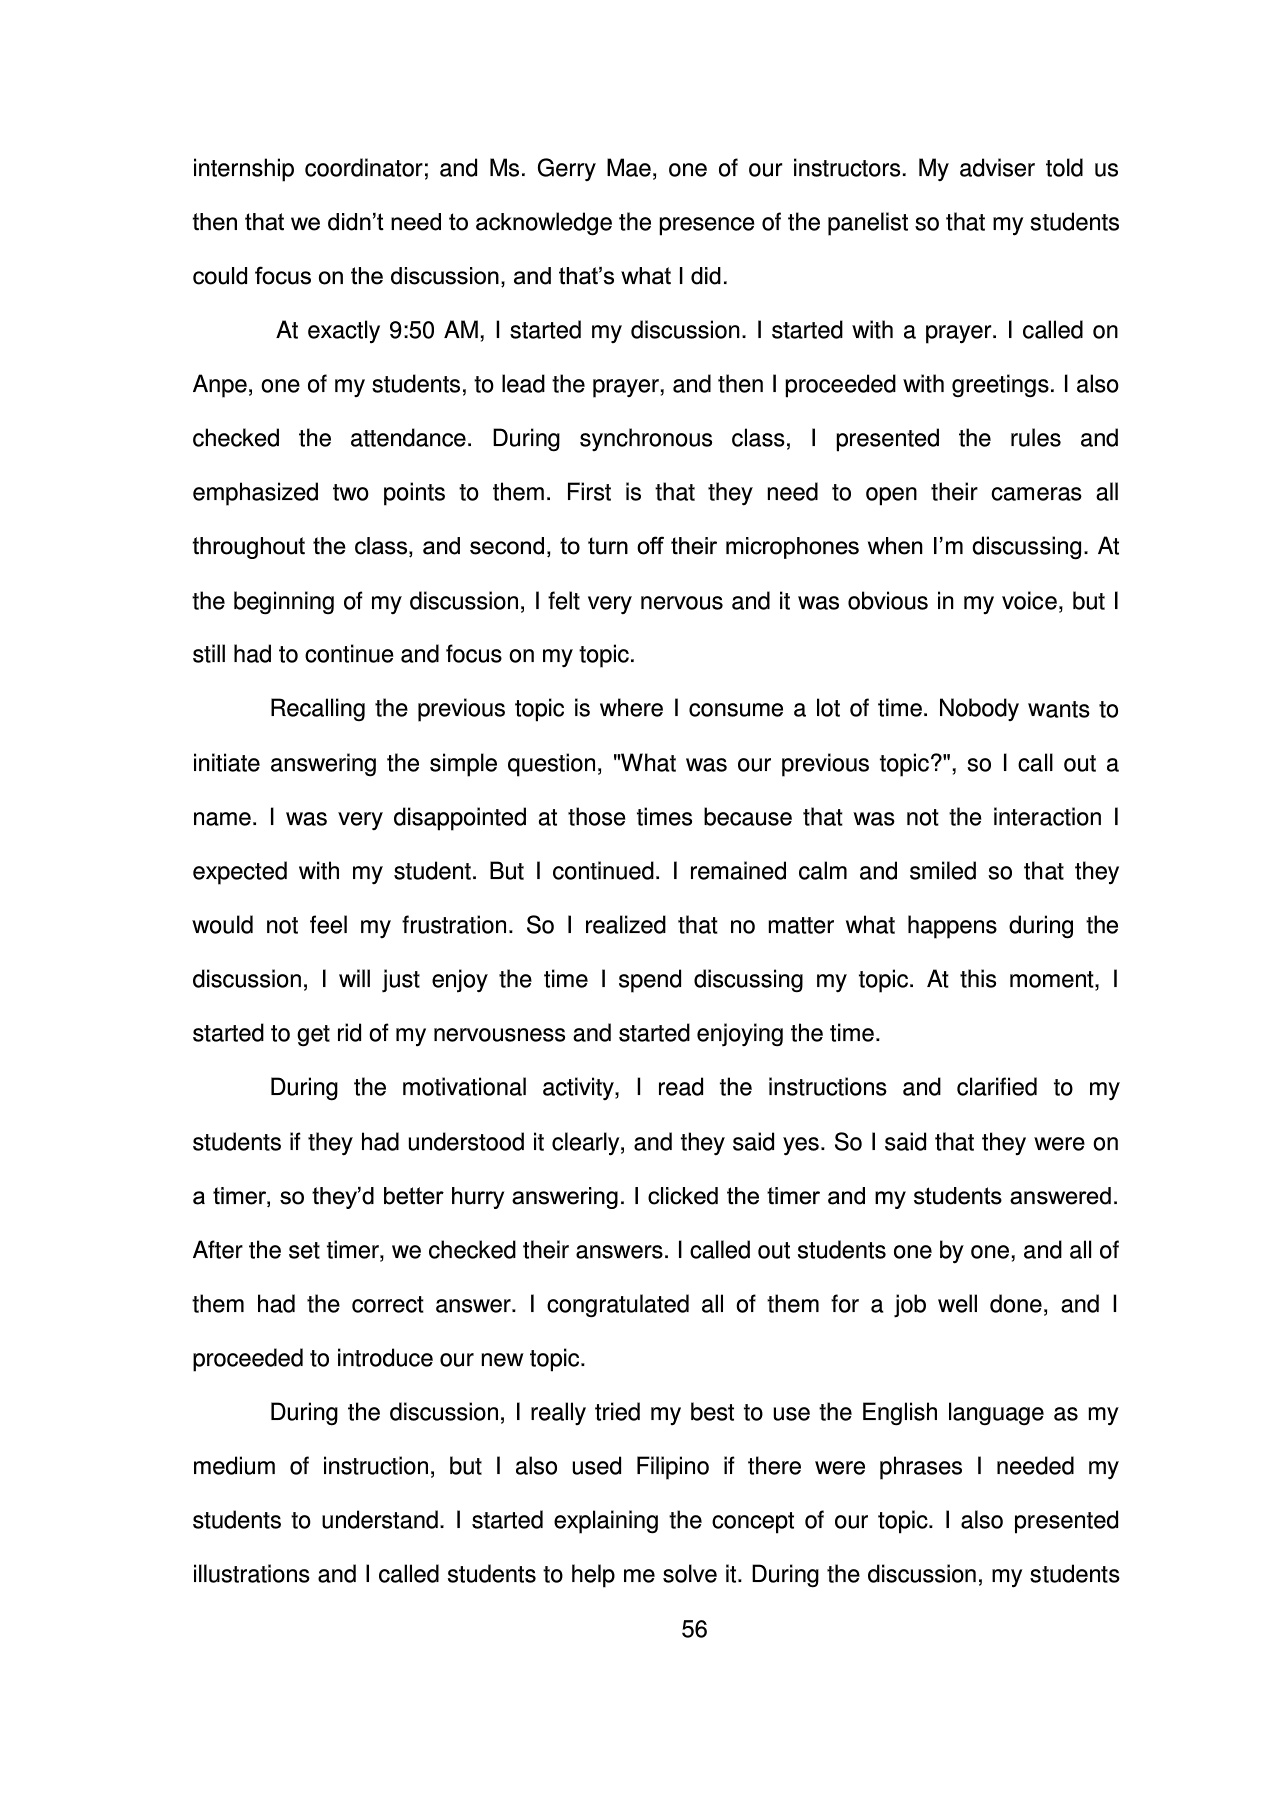 internship coordinator; and Ms. Gerry Mae, one of our instructors. My adviser told us
then that we didn’t need to acknowledge the presence of the panelist so that my students
could focus on the discussion, and that’s what I did.
At exactly 9:50 AM, I started my discussion. I started with a prayer. I called on
Anpe, one of my students, to lead the prayer, and then I proceeded with greetings. I also
checked the attendance. During synchronous class, I presented the rules and
emphasized two points to them. First is that they need to open their cameras all
throughout the class, and second, to turn off their microphones when I’m discussing. At
the beginning of my discussion, I felt very nervous and it was obvious in my voice, but I
still had to continue and focus on my topic.
Recalling the previous topic is where I consume a lot of time. Nobody wants to
initiate answering the simple question, "What was our previous topic?", so I call out a
name. I was very disappointed at those times because that was not the interaction I
expected with my student. But I continued. I remained calm and smiled so that they
would not feel my frustration. So I realized that no matter what happens during the
discussion, I will just enjoy the time I spend discussing my topic. At this moment, I
started to get rid of my nervousness and started enjoying the time.
During the motivational activity, I read the instructions and clarified to my
students if they had understood it clearly, and they said yes. So I said that they were on
a timer, so they’d better hurry answering. I clicked the timer and my students answered.
After the set timer, we checked their answers. I called out students one by one, and all of
them had the correct answer. I congratulated all of them for a job well done, and I
proceeded to introduce our new topic.
During the discussion, I really tried my best to use the English language as my
medium of instruction, but I also used Filipino if there were phrases I needed my
students to understand. I started explaining the concept of our topic. I also presented
illustrations and I called students to help me solve it. During the discussion, my students
56